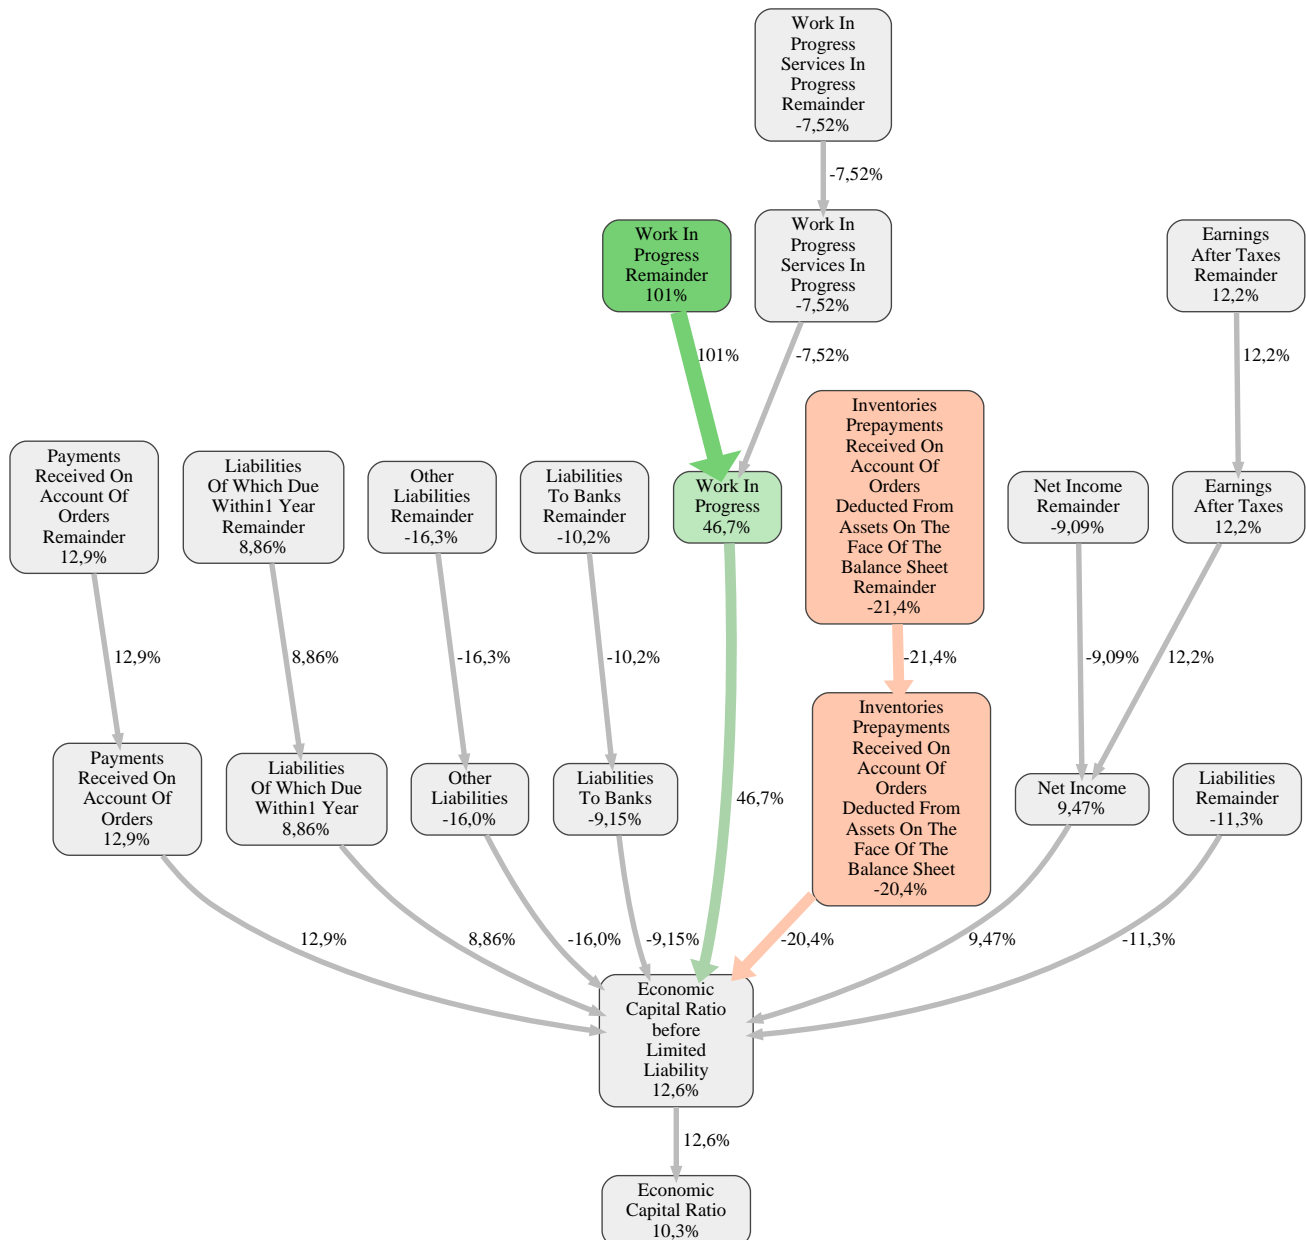 Work In
Progress
Services In
Progress
Remainder
-7,52%
-7,52%
Work In
Progress
Remainder
101%
Work In
Progress
Services In
Progress
-7,52%
Earnings
After Taxes
Remainder
12,2%
101%
-7,52%
12,2%
Payments
Received On
Account Of
Orders
Remainder
12,9%
Liabilities
Of Which Due
Within1 Year
Remainder
8,86%
Other
Liabilities
Remainder
-16,3%
Liabilities
To Banks
Remainder
-10,2%
Work In
Progress
46,7%
Inventories
Prepayments
Received On
Account Of
Orders
Deducted From
Assets On The
Face Of The
Balance Sheet
Remainder
-21,4%
Net Income
Remainder
-9,09%
Earnings
After Taxes
12,2%
12,9%
8,86%
-16,3%
-10,2%
-21,4%
-9,09%
12,2%
Payments
Received On
Account Of
Orders
12,9%
Liabilities
Of Which Due
Within1 Year
8,86%
Other
Liabilities
-16,0%
Liabilities
To Banks
-9,15%
46,7%
Inventories
Prepayments
Received On
Account Of
Orders
Deducted From
Assets On The
Face Of The
Balance Sheet
-20,4%
Net Income
9,47%
Liabilities
Remainder
-11,3%
12,9%
8,86%
-16,0%
-9,15%
-20,4%
9,47%
-11,3%
Economic
Capital Ratio
before
Limited
Liability
12,6%
12,6%
Economic
Capital Ratio
10,3%